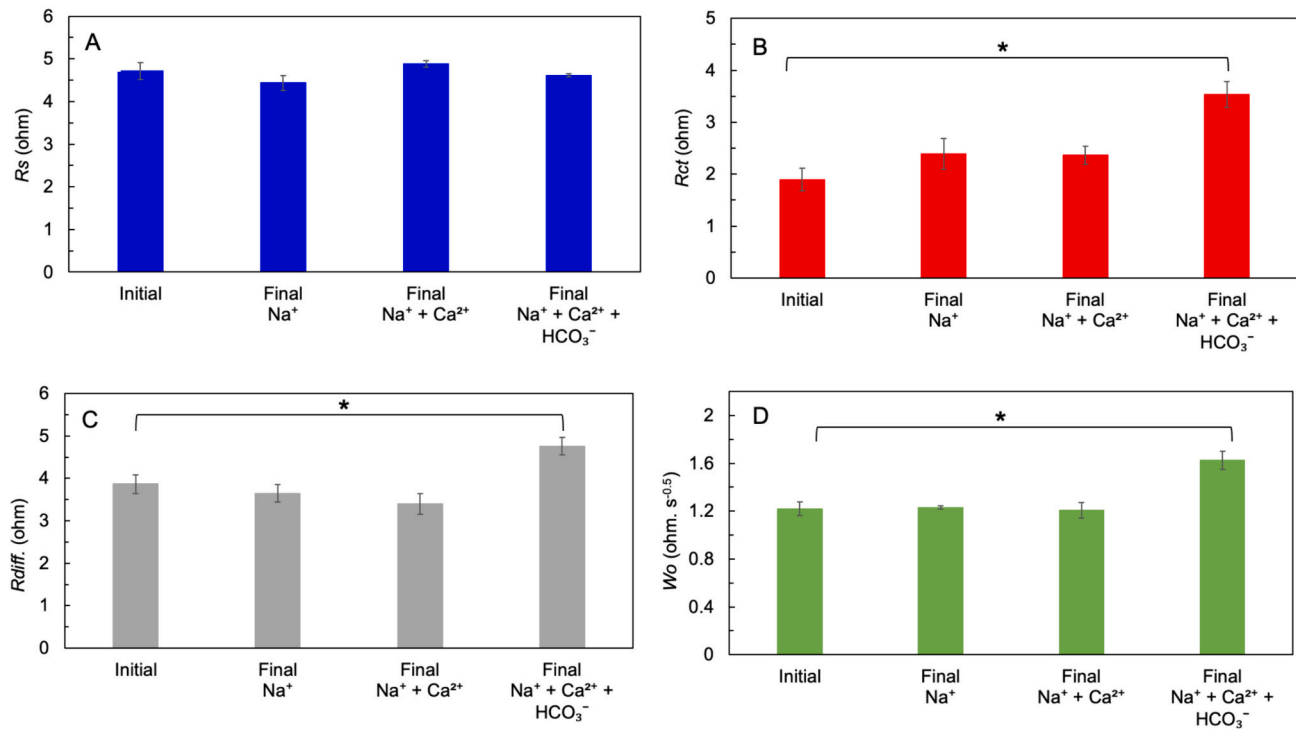 A
Rs (ohm)
6
5
4
3
2
1
0
Initial
Final
Na⁺
Final
Na⁺ + Ca²⁺
Final
Na⁺ + Ca²⁺ +
HCO₃⁻
B
*
Rct (ohm)
5
4
3
2
1
0
Initial
Final
Na⁺
Final
Na⁺ + Ca²⁺
Final
Na⁺ + Ca²⁺ +
HCO₃⁻
C
*
Rdiff. (ohm)
6
5
4
3
2
1
0
Initial
Final
Na⁺
Final
Na⁺ + Ca²⁺
Final
Na⁺ + Ca²⁺ +
HCO₃⁻
D
*
Wo (ohm. s⁻⁰·⁵)
2
1.6
1.2
0.8
0.4
0
Initial
Final
Na⁺
Final
Na⁺ + Ca²⁺
Final
Na⁺ + Ca²⁺ +
HCO₃⁻